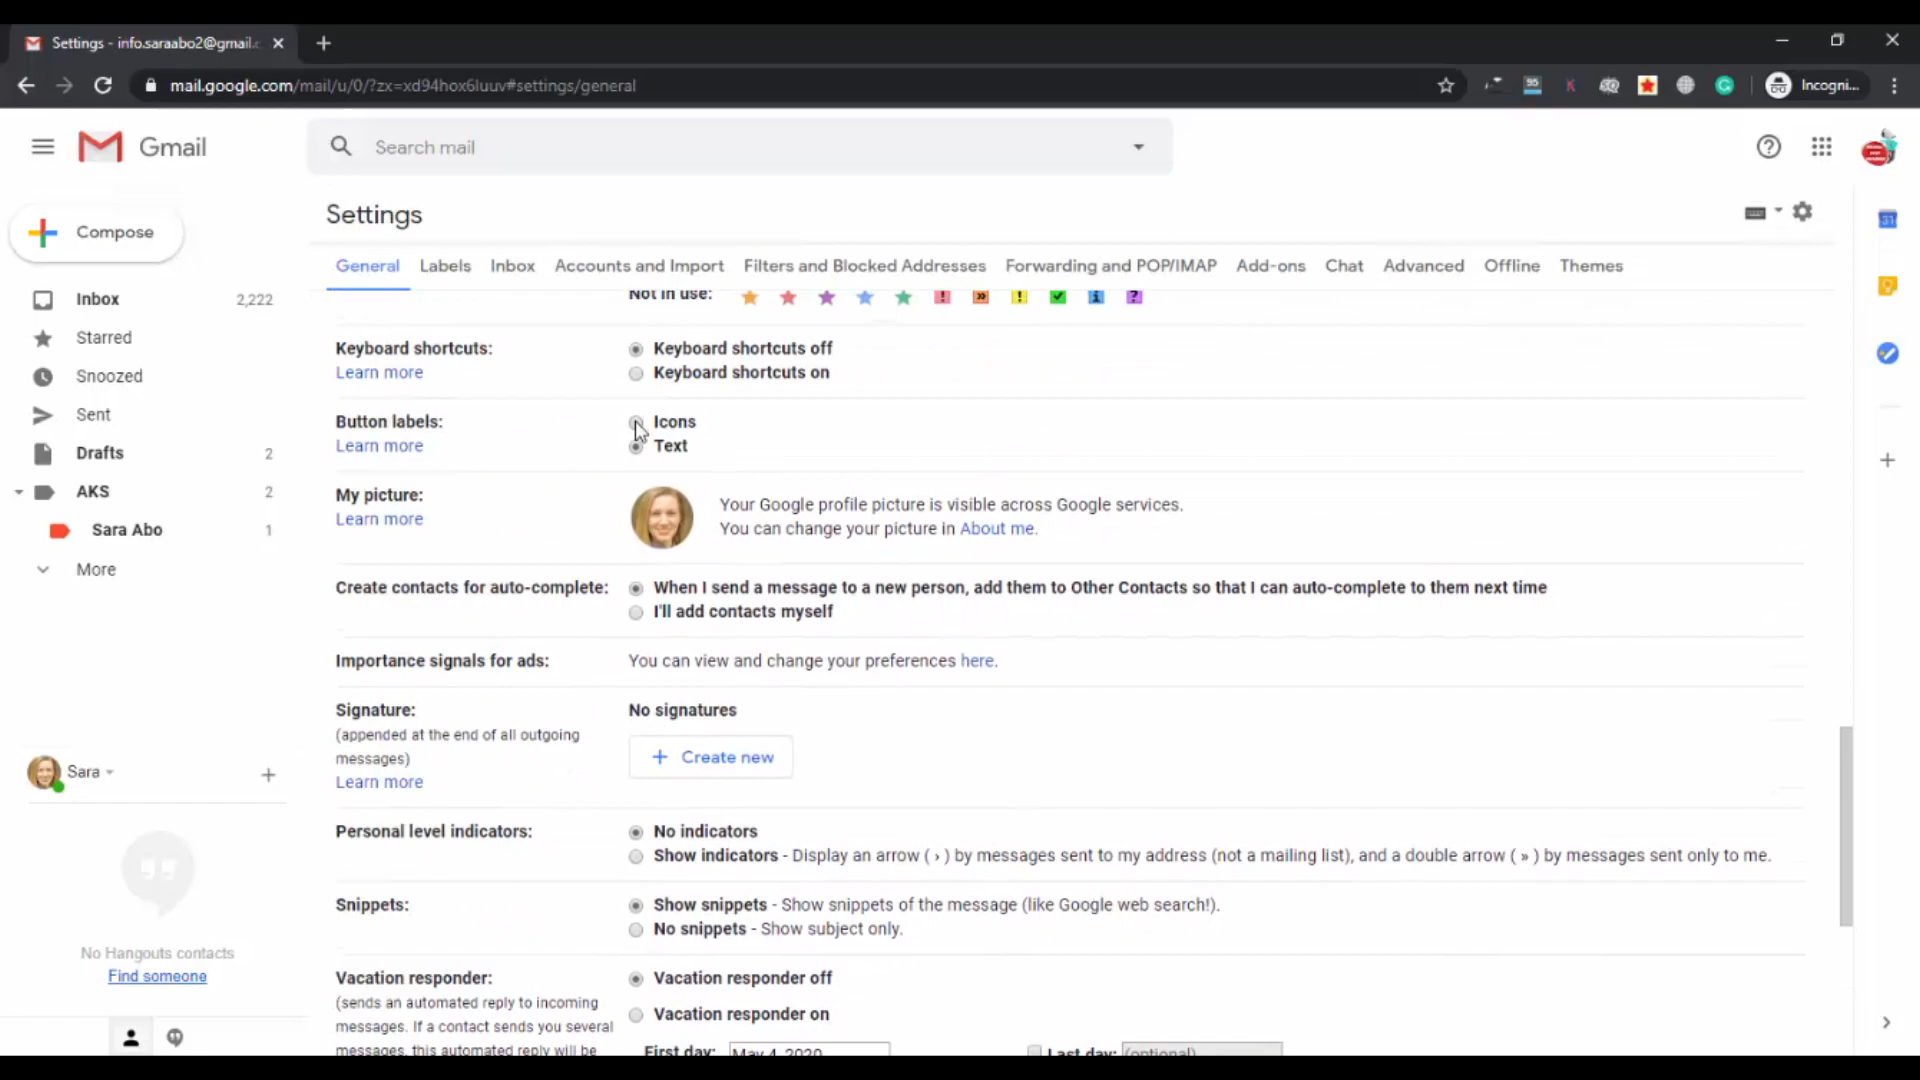 Settings - info.saraabo2@gmail.c
mail.google.com/mail/u/0/?zx=xd94hox6luuv#settings/general
95
Incogni...
Gmail
Search mail
Compose
Inbox 2,222
Starred
Snoozed
Sent
Drafts 2
AKS 2
Sara Abo 1
More
Sara
No Hangouts contacts
Find someone
Settings
General Labels Inbox Accounts and Import Filters and Blocked Addresses Forwarding and POP/IMAP Add-ons Chat Advanced Offline Themes
Not in use:
Keyboard shortcuts: Keyboard shortcuts off
Learn more Keyboard shortcuts on
Button labels: Icons
Learn more Text
My picture: Your Google profile picture is visible across Google services.
Learn more You can change your picture in About me.
Create contacts for auto-complete: When I send a message to a new person, add them to Other Contacts so that I can auto-complete to them next time
I'll add contacts myself
Importance signals for ads: You can view and change your preferences here.
Signature: No signatures
(appended at the end of all outgoing
messages)
+ Create new
Learn more
Personal level indicators: No indicators
Show indicators - Display an arrow ( › ) by messages sent to my address (not a mailing list), and a double arrow ( » ) by messages sent only to me.
Snippets: Show snippets - Show snippets of the message (like Google web search!).
No snippets - Show subject only.
Vacation responder: Vacation responder off
(sends an automated reply to incoming
messages. If a contact sends you several Vacation responder on
messages, this automated reply will be First day: May 4, 2020 Last day: (optional)
31